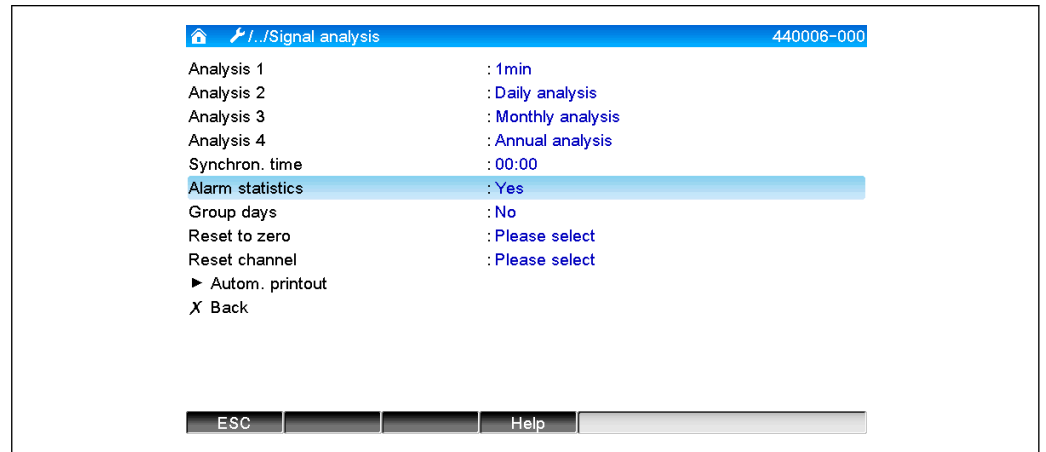 /../Signal analysis 440006-000
Analysis 1 : 1min
Analysis 2 : Daily analysis
Analysis 3 : Monthly analysis
Analysis 4 : Annual analysis
Synchron. time : 00:00
Alarm statistics : Yes
Group days : No
Reset to zero : Please select
Reset channel : Please select
► Autom. printout
X Back
ESC Help